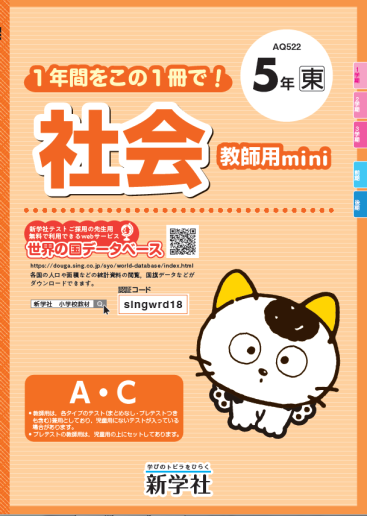 AQ522
5年 東
1年間をこの1冊で!
社会
教師用mini
1学期
2学期
3学期
前期
後期
新学社テストご採用の先生用
無料で利用できるwebサービス
世界の国データベース
https://douga.sing.co.jp/syo/world-database/index.html
各国の人口や面積などの統計資料の閲覧、国旗データなどが
ダウンロードできます。
認証コード
新学社 小学校教材
singwrd18
A・C
●教師用は、各タイプのテスト(まとめなし・プレテストつき
も含む)兼用としており、児童用にないテストが入っている
場合があります。
●プレテストの教師用は、児童用の上にセットしてあります。
学びのトビラをひらく
新学社